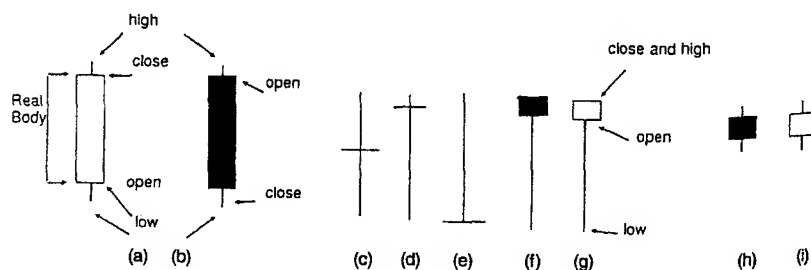 high
close
Real
Body
open
low
open
close
close and high
open
low
(a) (b) (c) (d) (e) (f) (g) (h) (i)